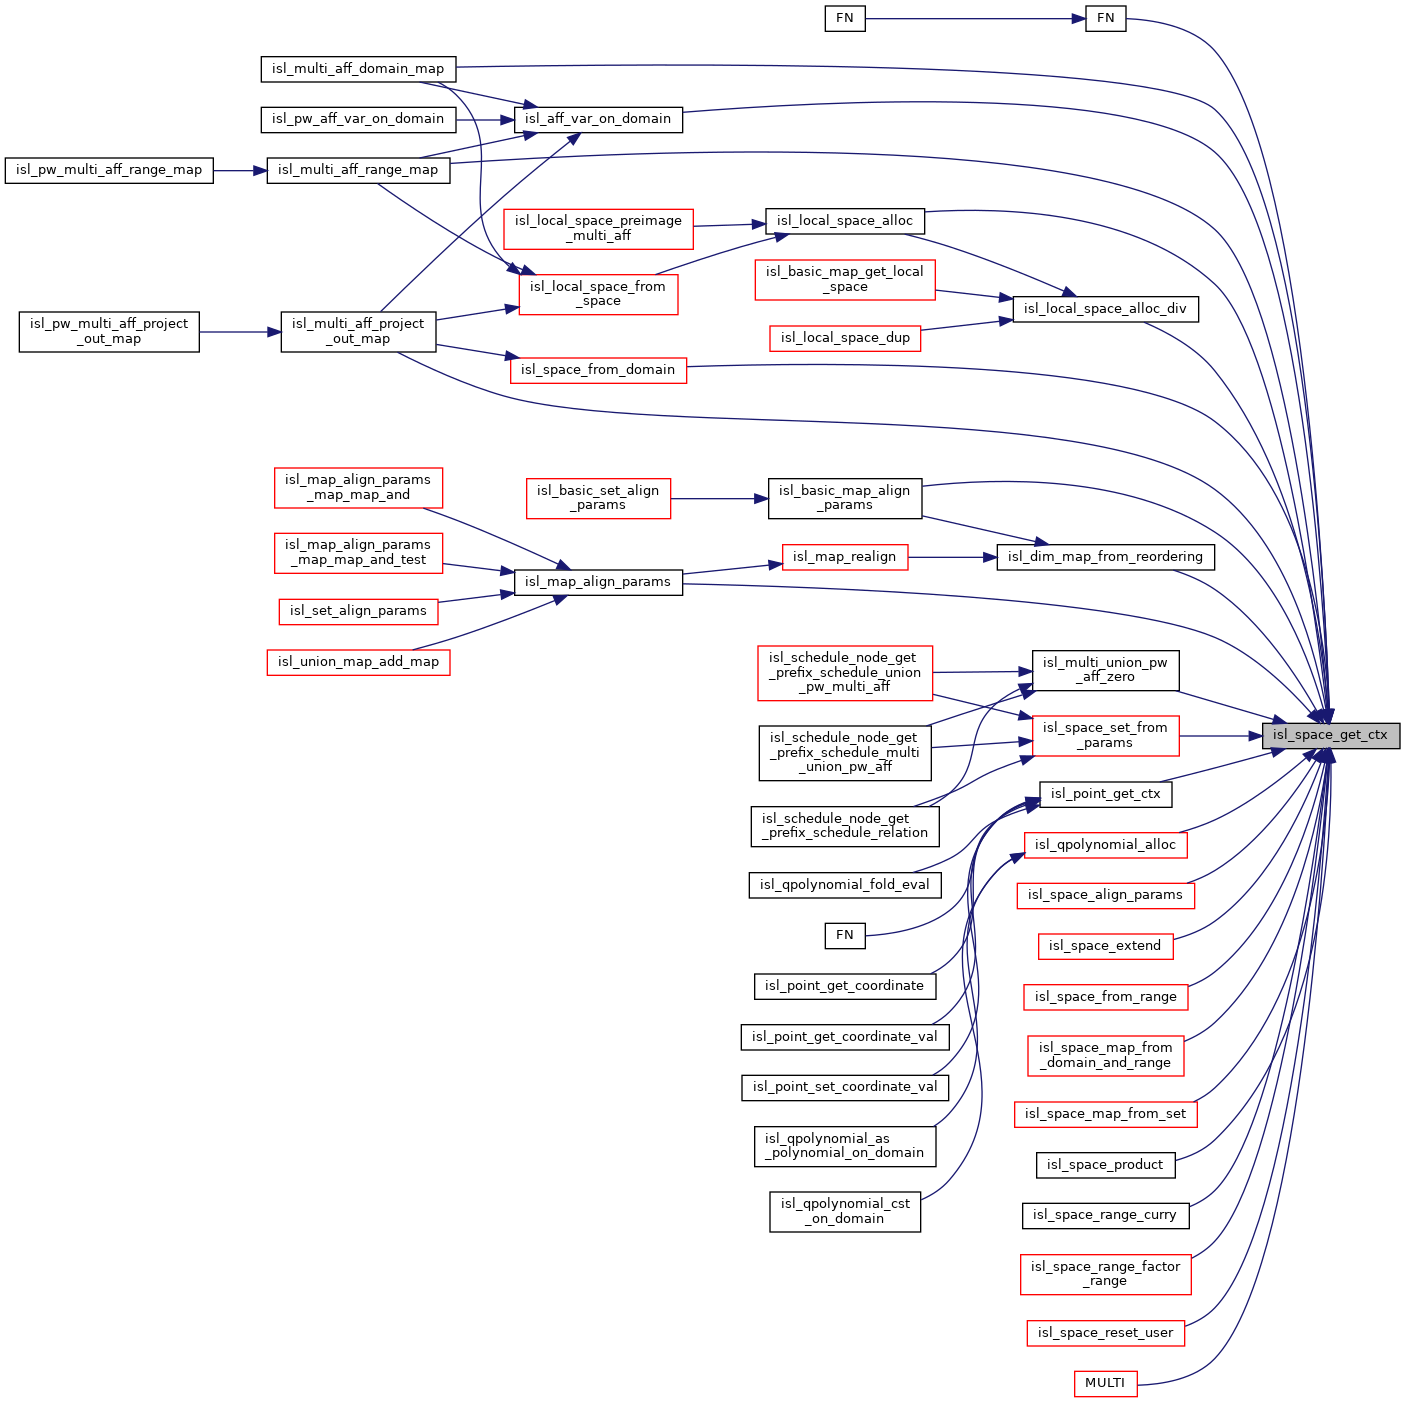 FN
FN
isl_multi_aff_domain_map
isl_pw_aff_var_on_domain
isl_aff_var_on_domain
isl_pw_multi_aff_range_map
isl_multi_aff_range_map
isl_local_space_preimage
_multi_aff
isl_local_space_alloc
isl_basic_map_get_local
_space
isl_local_space_from
_space
isl_local_space_alloc_div
isl_pw_multi_aff_project
_out_map
isl_multi_aff_project
_out_map
isl_local_space_dup
isl_space_from_domain
isl_map_align_params
_map_map_and
isl_basic_set_align
_params
isl_basic_map_align
_params
isl_map_align_params
_map_map_and_test
isl_map_realign
isl_dim_map_from_reordering
isl_map_align_params
isl_set_align_params
isl_union_map_add_map
isl_schedule_node_get
_prefix_schedule_union
_pw_multi_aff
isl_multi_union_pw
_aff_zero
isl_schedule_node_get
_prefix_schedule_multi
_union_pw_aff
isl_space_set_from
_params
isl_space_get_ctx
isl_point_get_ctx
isl_schedule_node_get
_prefix_schedule_relation
isl_qpolynomial_alloc
isl_qpolynomial_fold_eval
isl_space_align_params
FN
isl_space_extend
isl_point_get_coordinate
isl_space_from_range
isl_point_get_coordinate_val
isl_space_map_from
_domain_and_range
isl_point_set_coordinate_val
isl_space_map_from_set
isl_qpolynomial_as
_polynomial_on_domain
isl_space_product
isl_qpolynomial_cst
_on_domain
isl_space_range_curry
isl_space_range_factor
_range
isl_space_reset_user
MULTI